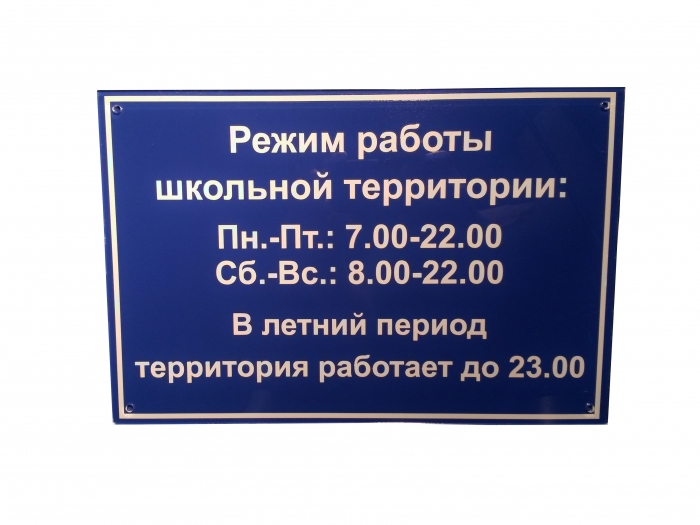 Режим работы
школьной территории:
Пн.-Пт.: 7.00-22.00
Сб.-Вс.: 8.00-22.00
В летний период
территория работает до 23.00